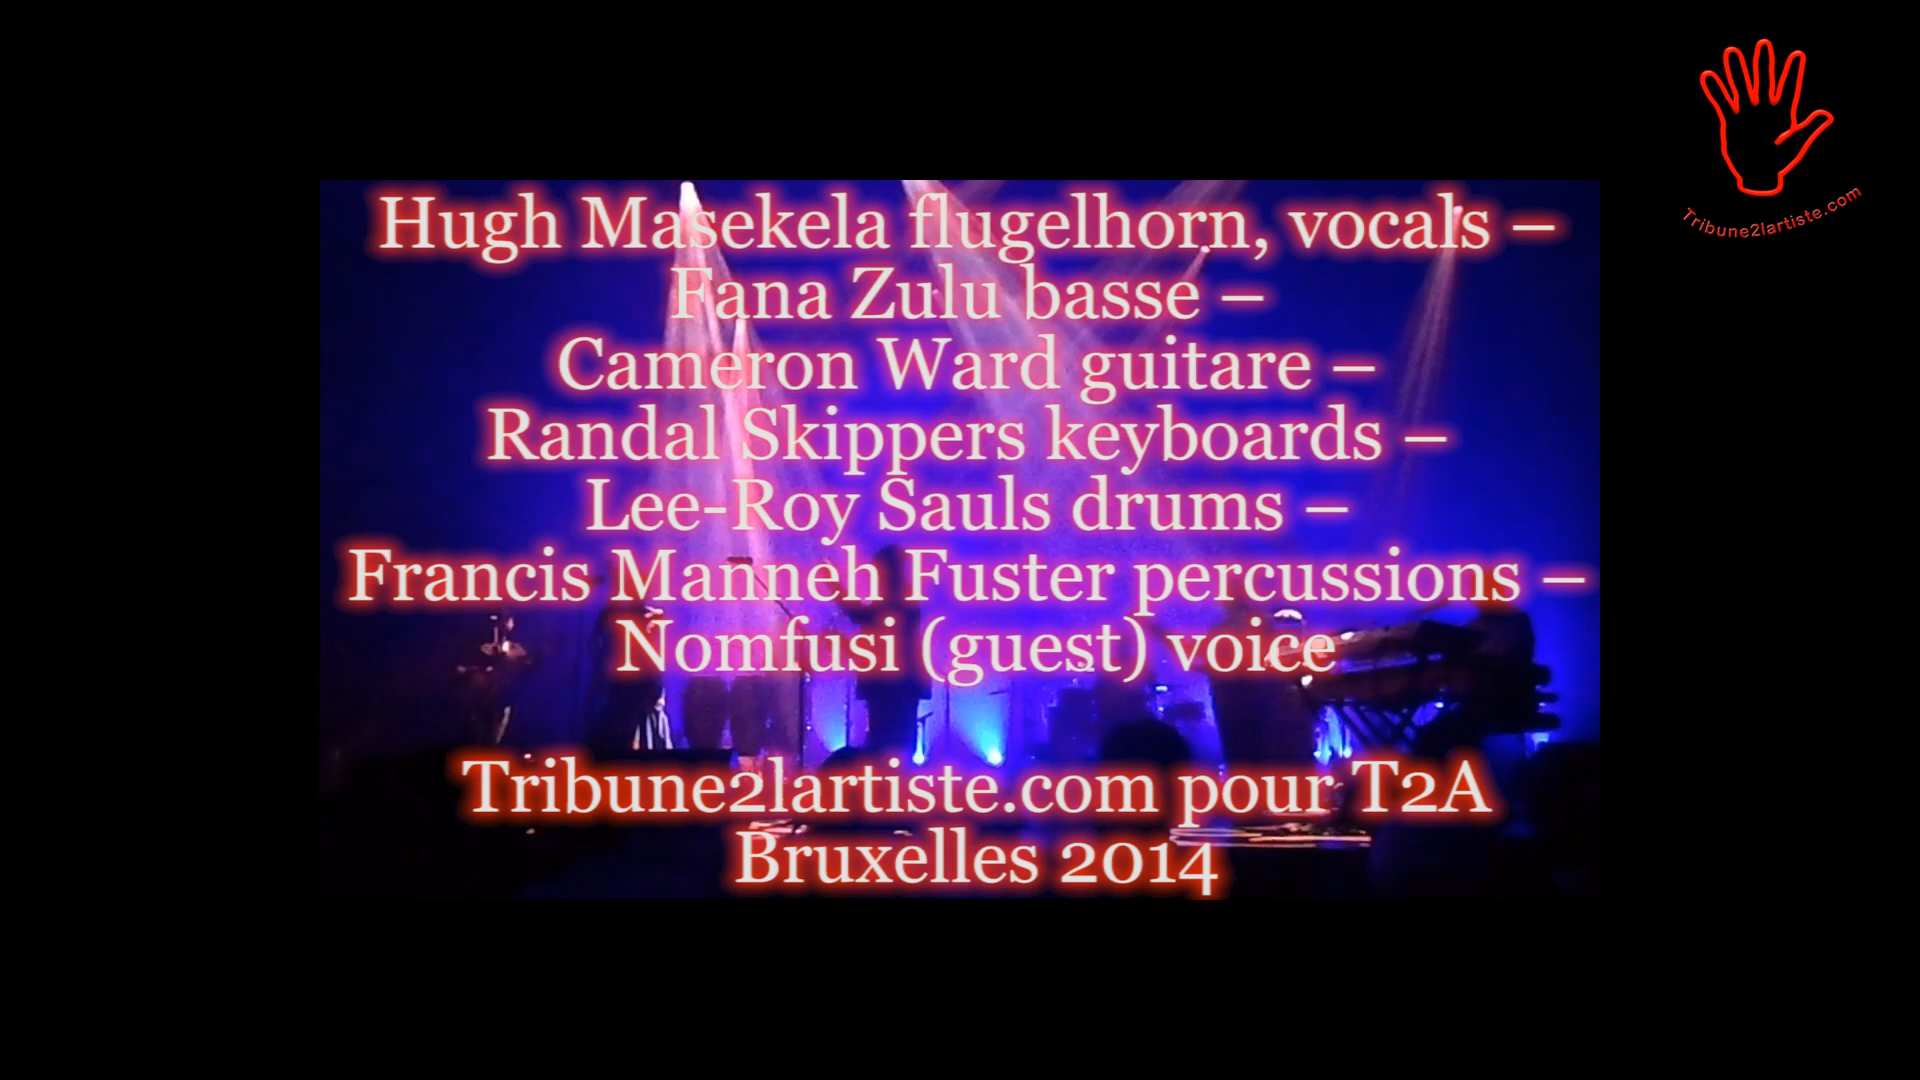 Tribune2lartiste.com
Hugh Masekela flugelhorn, vocals –
Fana Zulu basse –
Cameron Ward guitare –
Randal Skippers keyboards –
Lee-Roy Sauls drums –
Francis Manneh Fuster percussions –
Nomfusi (guest) voice
Tribune2lartiste.com pour T2A
Bruxelles 2014